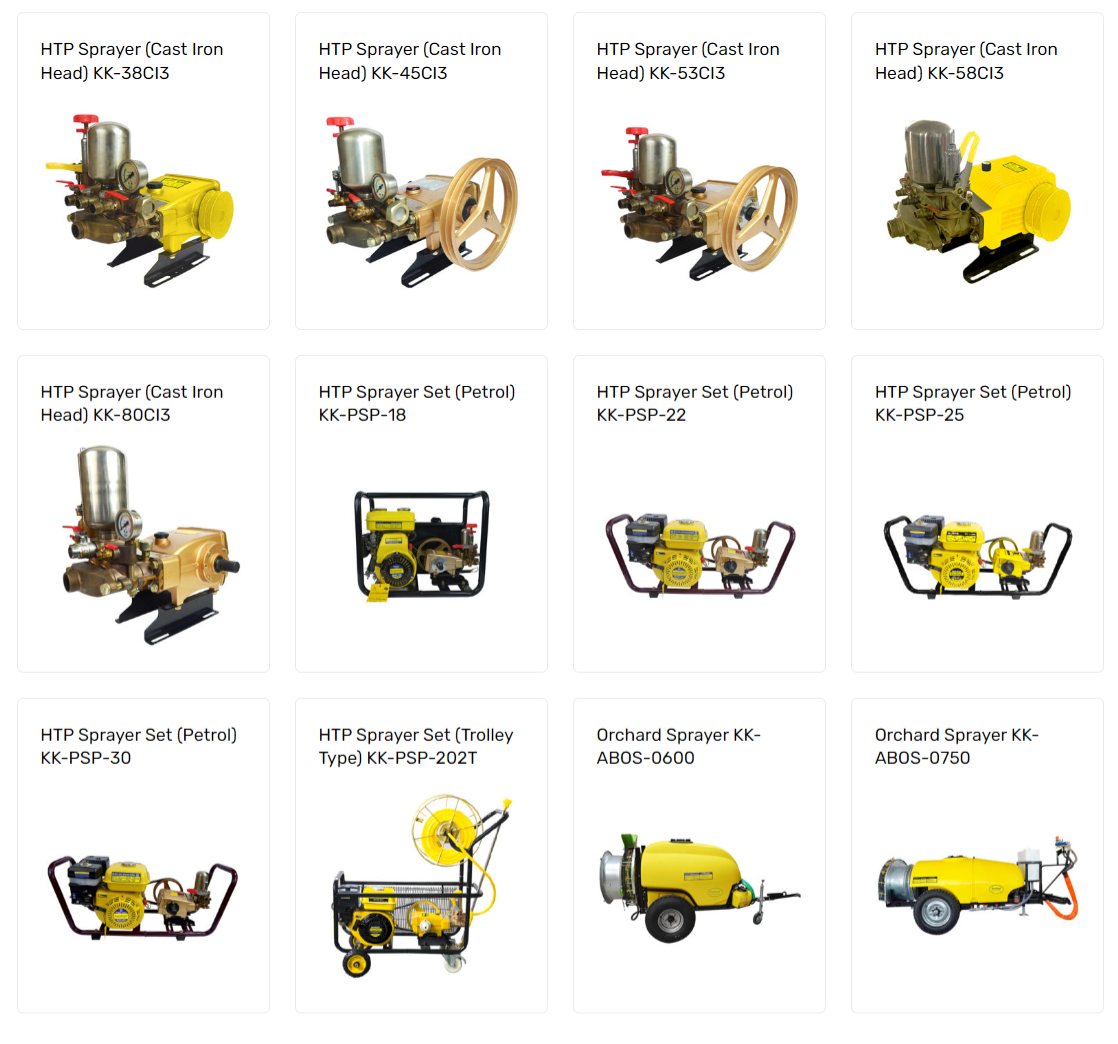 HTP Sprayer (Cast Iron
Head) KK-38CI3
HTP Sprayer (Cast Iron
Head) KK-45CI3
HTP Sprayer (Cast Iron
Head) KK-53CI3
HTP Sprayer (Cast Iron
Head) KK-58CI3
HTP Sprayer (Cast Iron
Head) KK-80CI3
HTP Sprayer Set (Petrol)
KK-PSP-18
HTP Sprayer Set (Petrol)
KK-PSP-22
HTP Sprayer Set (Petrol)
KK-PSP-25
HTP Sprayer Set (Petrol)
KK-PSP-30
HTP Sprayer Set (Trolley
Type) KK-PSP-202T
Orchard Sprayer KK-
ABOS-0600
Orchard Sprayer KK-
ABOS-0750